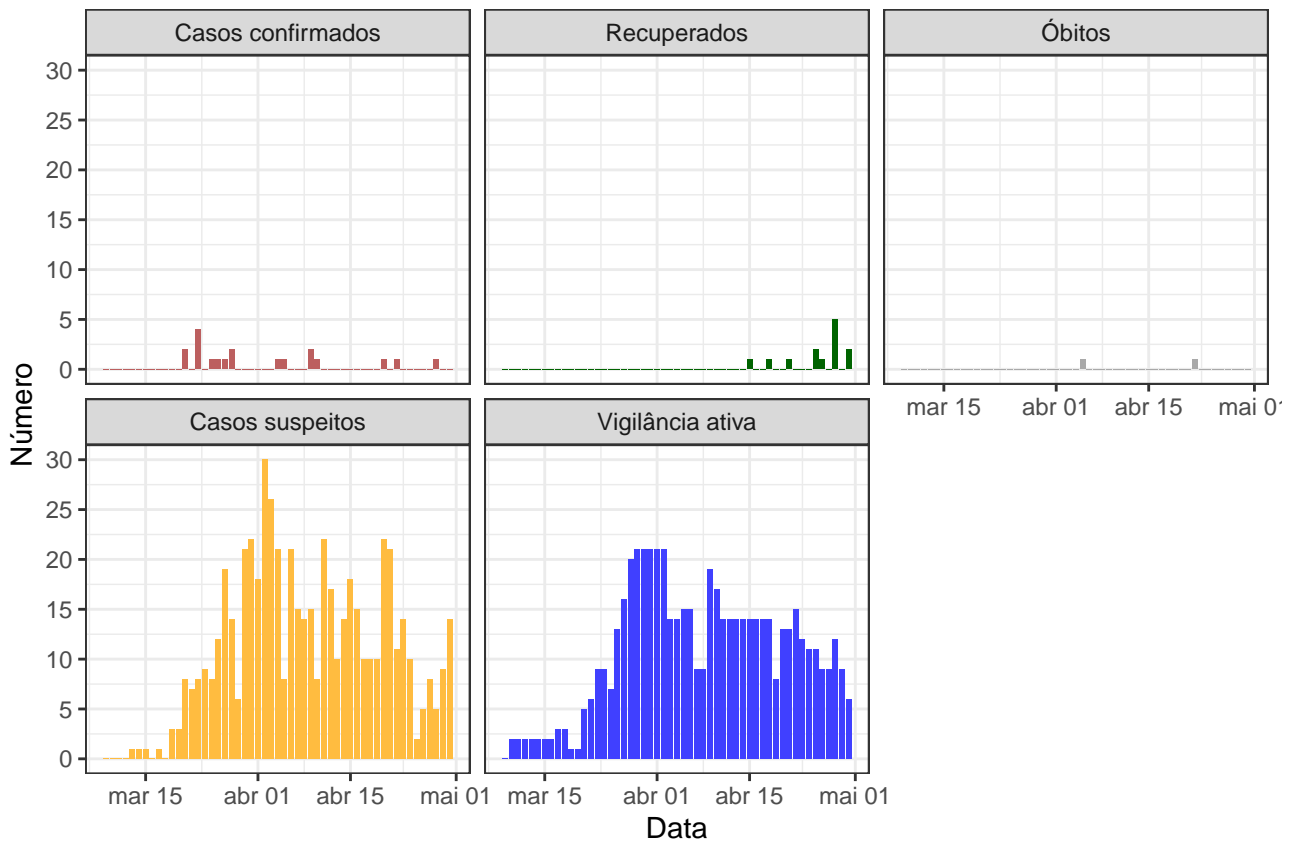 Casos confirmados Recuperados Óbitos
30
25
20
15
10
5
0
mar 15 abr 01 abr 15 mai 01
Casos suspeitos Vigilância ativa
30
25
20
15
10
5
0
mar 15 abr 01 abr 15 mai 01 mar 15 abr 01 abr 15 mai 01
Número
Data